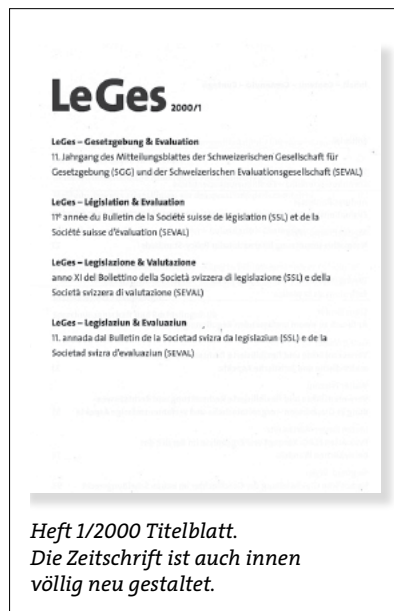 LeGes 2000/1
LeGes – Gesetzgebung & Evaluation
11. Jahrgang des Mitteilungsblattes der Schweizerischen Gesellschaft für
Gesetzgebung (SGG) und der Schweizerischen Evaluationsgesellschaft (SEVAL)
LeGes – Législation & Evaluation
11e année du Bulletin de la Société suisse de législation (SSL) et de la
Société suisse d'évaluation (SEVAL)
LeGes – Legislazione & Valutazione
anno XI del Bollettino della Società svizzera di legislazione (SSL) e della
Società svizzera di valutazione (SEVAL)
LeGes – Legislaziun & Evaluaziun
11. annada dal Bulletin de la Societad svizra da legislaziun (SSL) e de la
Societad svizra d'evaluaziun (SEVAL)
Heft 1/2000 Titelblatt.
Die Zeitschrift ist auch innen
völlig neu gestaltet.